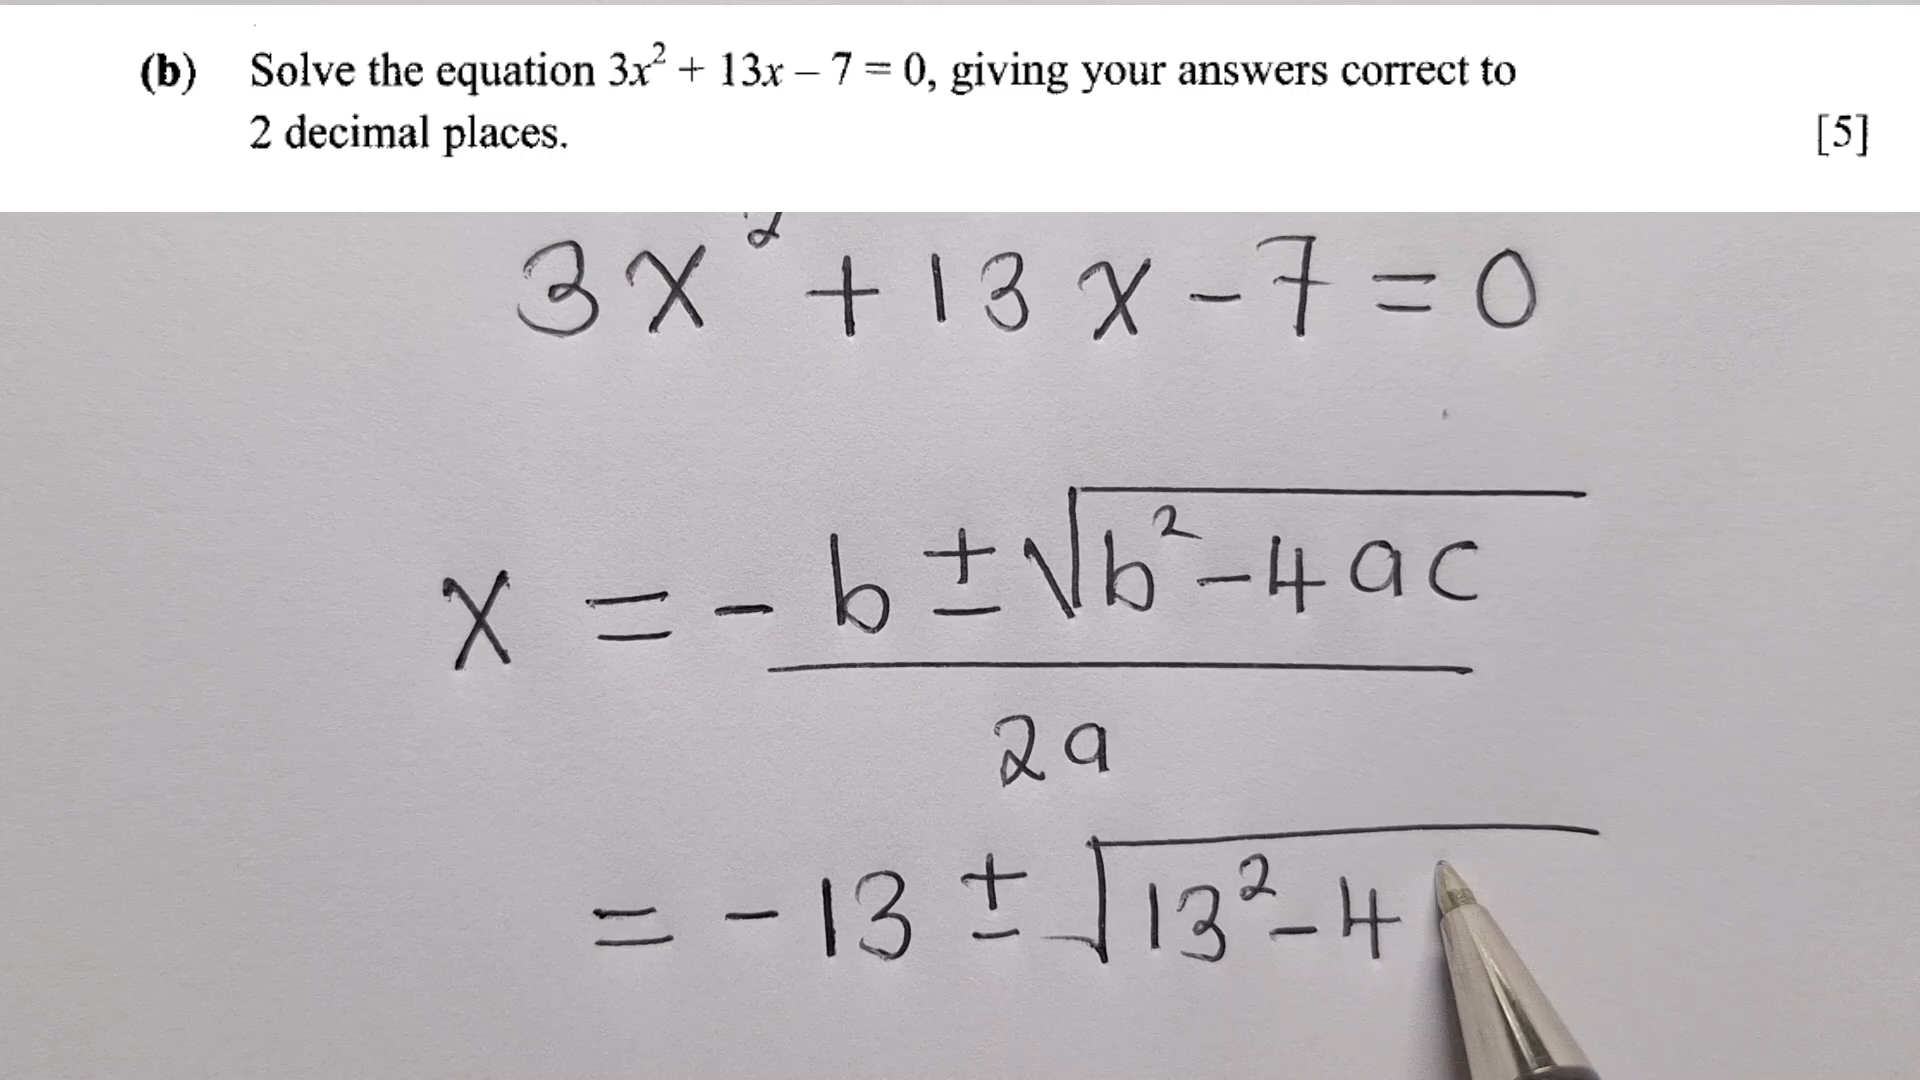 (b) Solve the equation 3x² + 13x – 7 = 0, giving your answers correct to
2 decimal places. [5]
3x² + 13x - 7 = 0
x = - b ± √b² - 4ac
2a
= - 13 ± √13² - 4